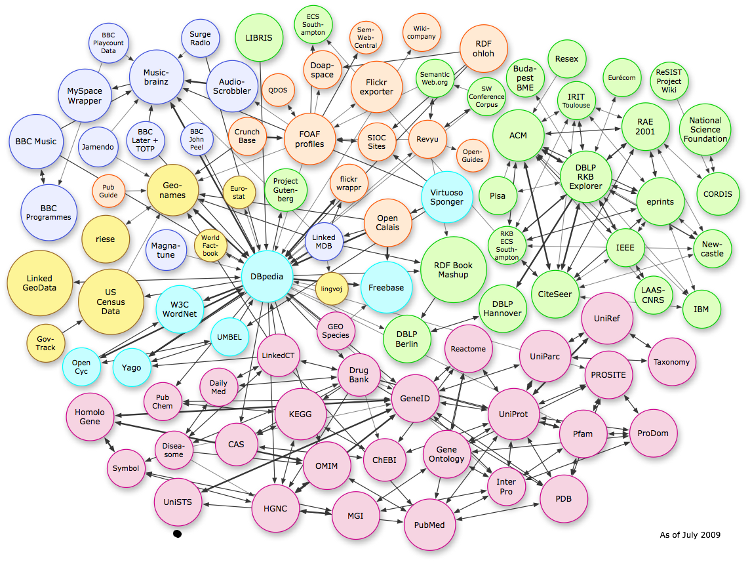 BBC
Playcount
Data
Surge
Radio
LIBRIS
ECS
South-
ampton
Sem-
Web-
Central
Wiki-
company
RDF
ohloh
Music-
brainz
Audio-
Scrobbler
MySpace
Wrapper
QDOS
Doap-
space
Flickr
exporter
Semantic
Web.org
SW
Conference
Corpus
Buda-
pest
BME
Resex
IRIT
Toulouse
Eurécom
ReSIST
Project
Wiki
BBC Music
Jamendo
BBC
Later +
TOTP
BBC
John
Peel
Crunch
Base
FOAF
profiles
SIOC
Sites
Revyu
Open-
Guides
ACM
RAE
2001
National
Science
Foundation
DBLP
RKB
Explorer
BBC
Programmes
Pub
Guide
Geo-
names
Euro-
stat
Project
Guten-
berg
flickr
wrappr
Virtuoso
Sponger
Pisa
eprints
CORDIS
riese
Magna-
tune
World
Fact-
book
Linked
MDB
Open
Calais
RKB
ECS
South-
ampton
IEEE
New-
castle
Linked
GeoData
US
Census
Data
DBpedia
lingvoj
Freebase
RDF Book
Mashup
CiteSeer
LAAS-
CNRS
IBM
W3C
WordNet
DBLP
Hannover
Gov-
Track
Open
Cyc
Yago
UMBEL
GEO
Species
DBLP
Berlin
UniRef
LinkedCT
Reactome
UniParc
Taxonomy
Drug
Bank
PROSITE
Daily
Med
Pub
Chem
Homolo
Gene
KEGG
GeneID
UniProt
Pfam
ProDom
Disea-
some
CAS
ChEBI
Gene
Ontology
Symbol
OMIM
Inter
Pro
UniSTS
HGNC
MGI
PubMed
PDB
As of July 2009